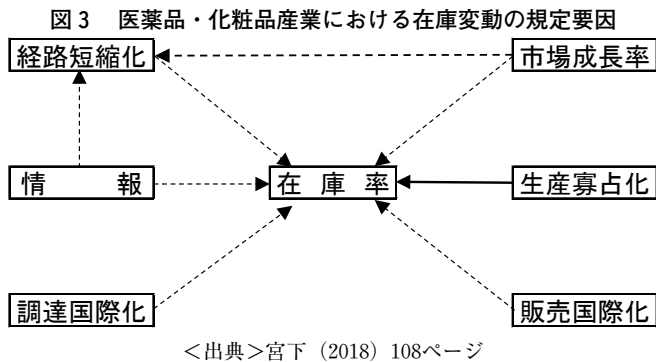 図3 医薬品・化粧品産業における在庫変動の規定要因
経路短縮化 市場成長率
情報 在庫率 生産寡占化
調達国際化 販売国際化
<出典>宮下（2018）108ページ